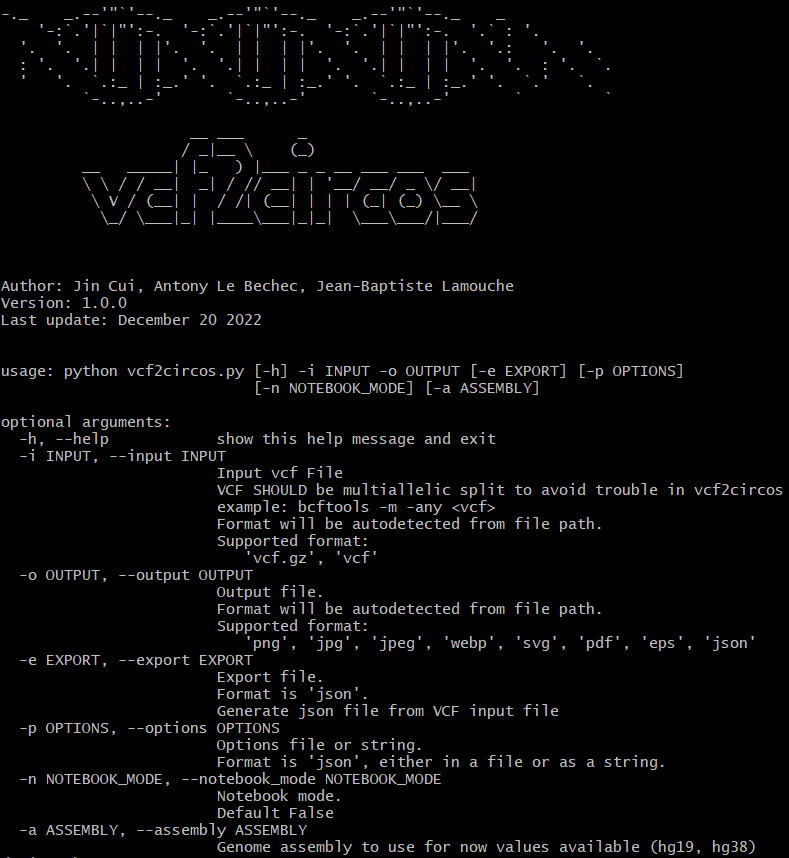 vcf2circos
Author: Jin Cui, Antony Le Bechec, Jean-Baptiste Lamouche
Version: 1.0.0
Last update: December 20 2022
usage: python vcf2circos.py [-h] -i INPUT -o OUTPUT [-e EXPORT] [-p OPTIONS]
[-n NOTEBOOK_MODE] [-a ASSEMBLY]
optional arguments:
-h, --help show this help message and exit
-i INPUT, --input INPUT
Input vcf File
VCF SHOULD be multiallelic split to avoid trouble in vcf2circos
example: bcftools -m -any <vcf>
Format will be autodetected from file path.
Supported format:
'vcf.gz', 'vcf'
-o OUTPUT, --output OUTPUT
Output file.
Format will be autodetected from file path.
Supported format:
'png', 'jpg', 'jpeg', 'webp', 'svg', 'pdf', 'eps', 'json'
-e EXPORT, --export EXPORT
Export file.
Format is 'json'.
Generate json file from VCF input file
-p OPTIONS, --options OPTIONS
Options file or string.
Format is 'json', either in a file or as a string.
-n NOTEBOOK_MODE, --notebook_mode NOTEBOOK_MODE
Notebook mode.
Default False
-a ASSEMBLY, --assembly ASSEMBLY
Genome assembly to use for now values available (hg19, hg38)